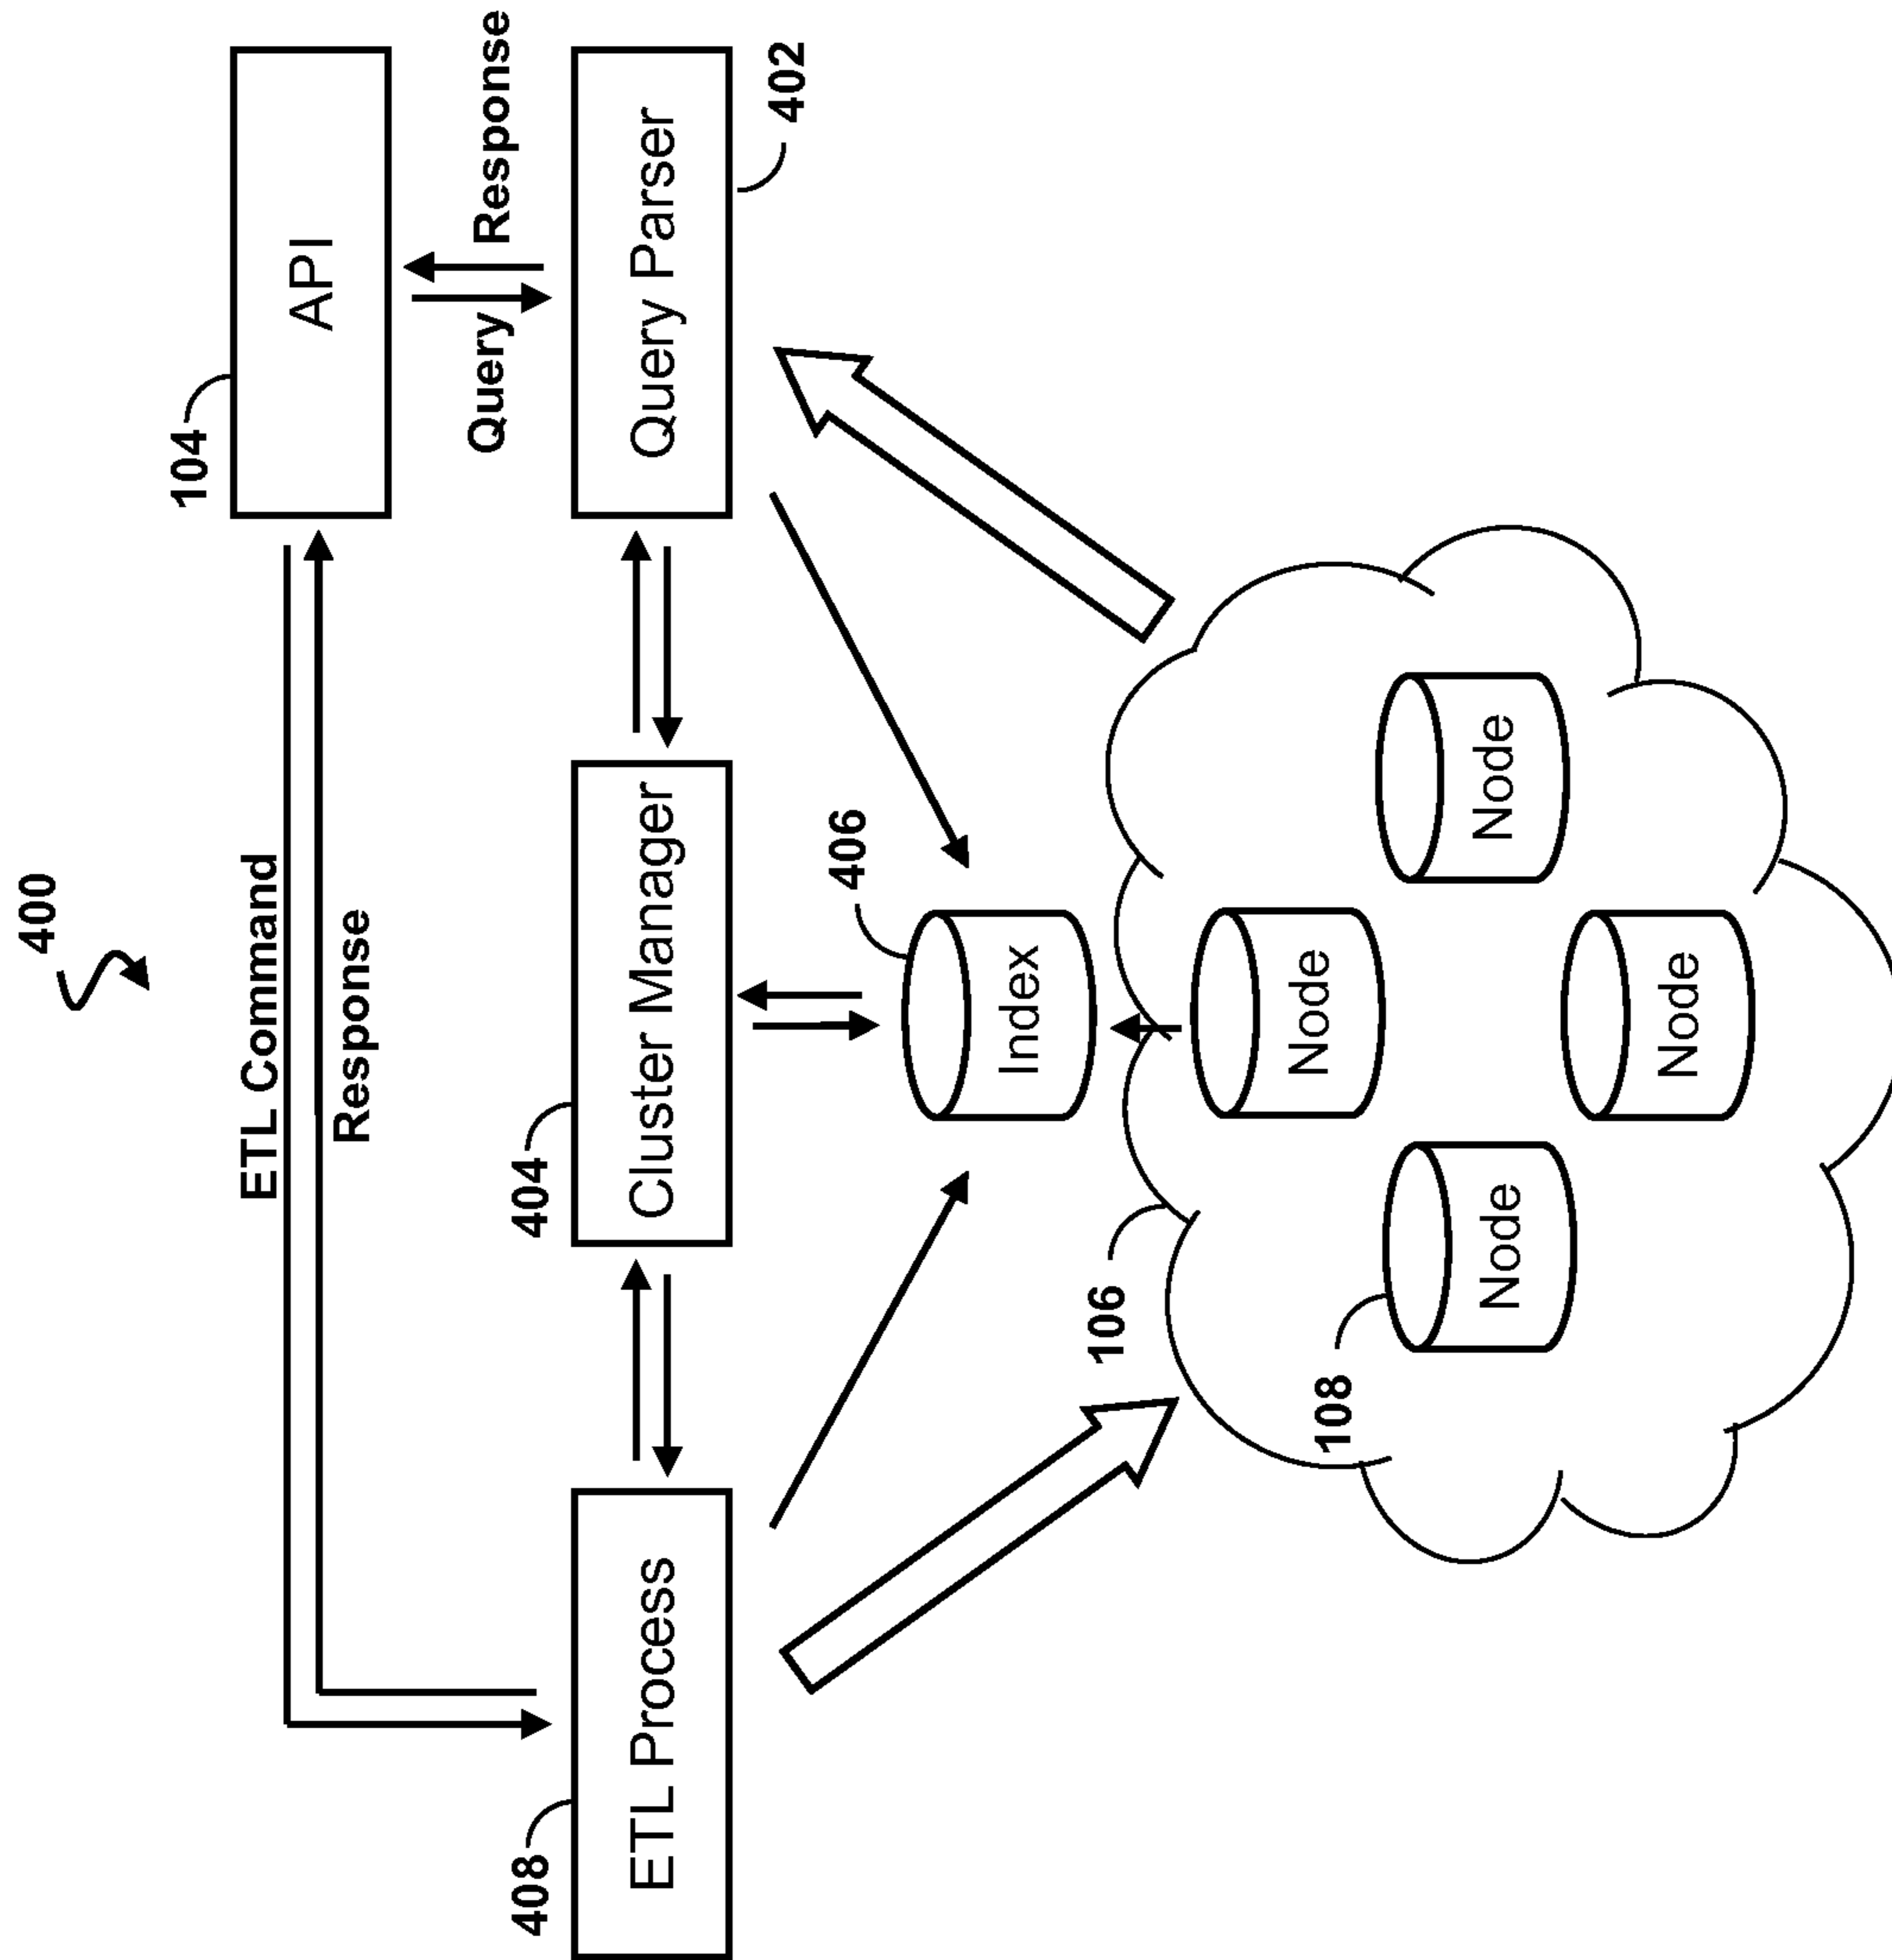 400
104
ETL Command
API
Response
Query
Response
408
404
ETL Process
Cluster Manager
Query Parser
402
406
Index
106
Node
108
Node
Node
Node